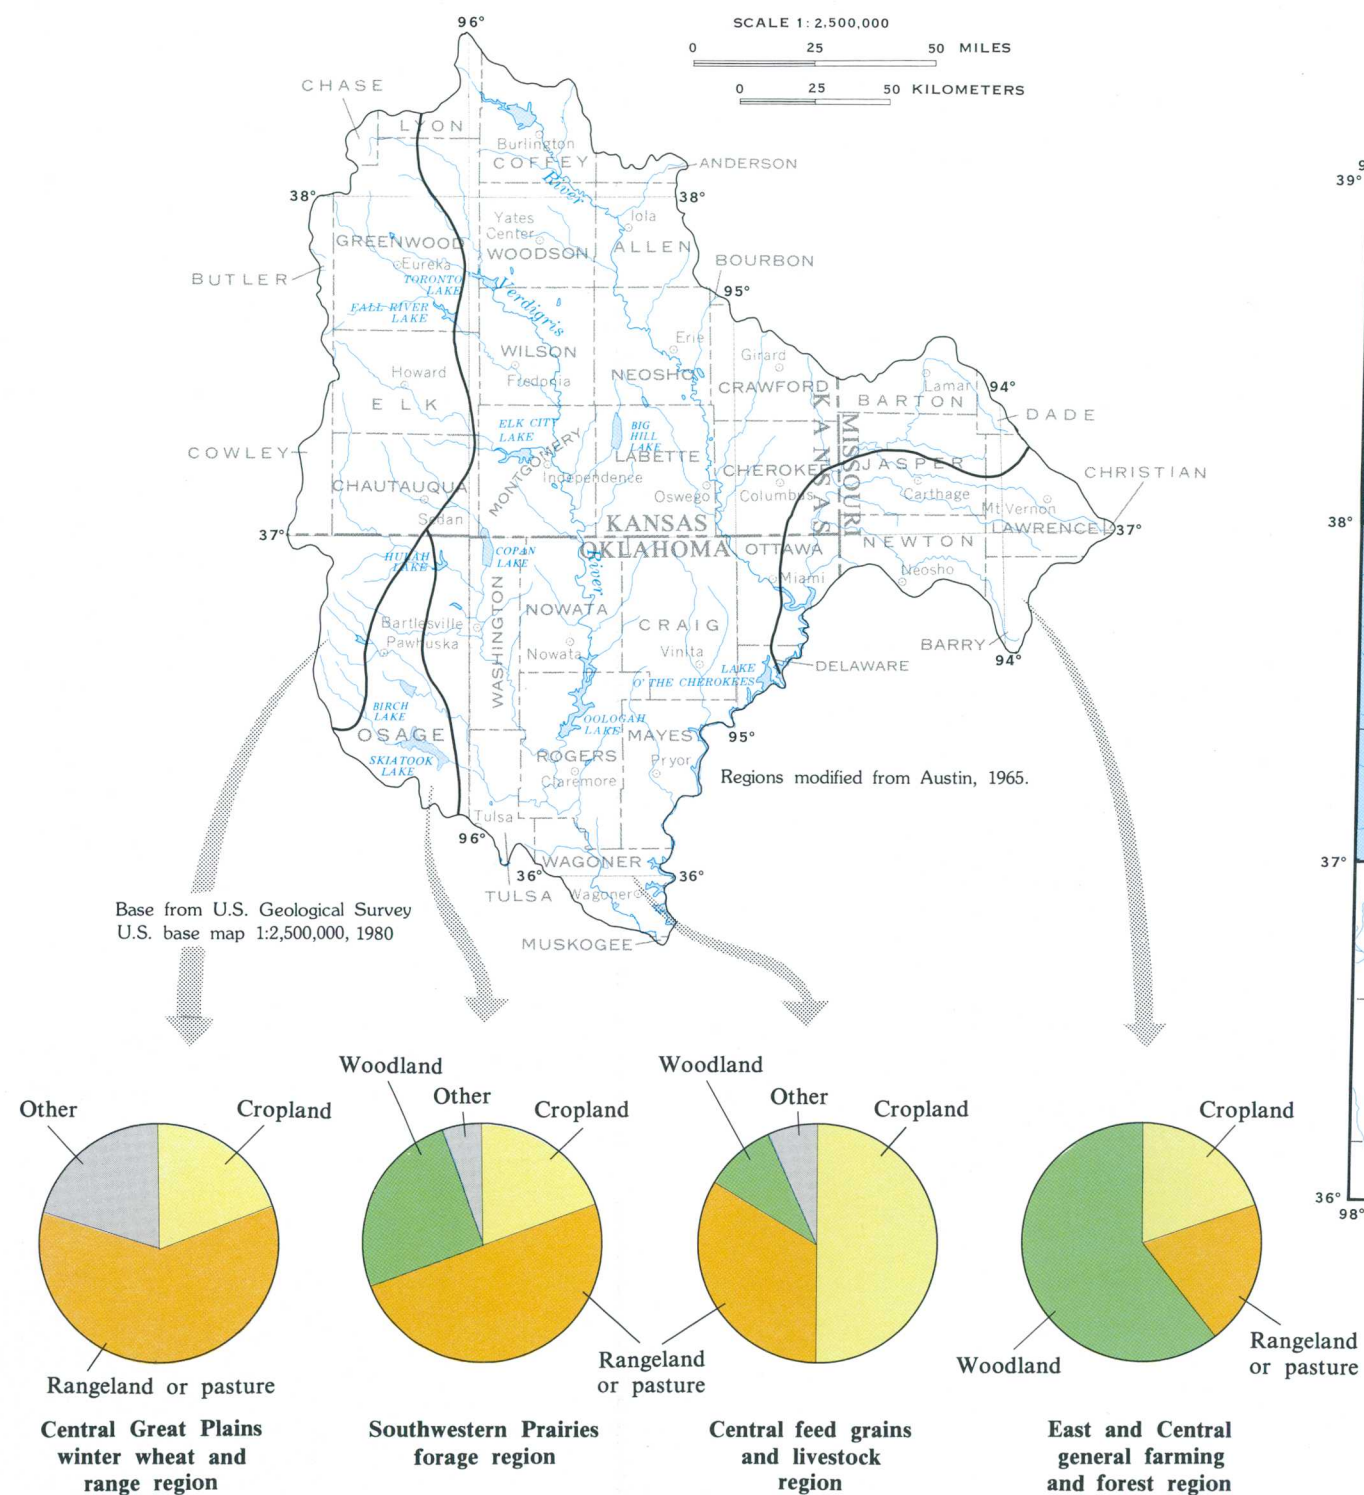 SCALE 1:2,500,000
0 25 50 MILES
0 25 50 KILOMETERS
96°
CHASE
LYON
Burlington
COFFEY
ANDERSON
River
38°
38°
39°
Yates
Center
Iola
GREENWOOD
WOODSON
ALLEN
Eureka
BUTLER
TORONTO
LAKE
BOURBON
95°
Verdigris
FALL RIVER
LAKE
Erie
WILSON
Girard
Howard
Fredonia
NEOSHO
CRAWFORD
Lamar
94°
BARTON
ELK
DADE
KANSAS
MISSOURI
ELK CITY
LAKE
BIG
HILL
LAKE
COWLEY
MONTGOMERY
LABETTE
CHEROKEE
JASPER
CHRISTIAN
Independence
CHAUTAUQUA
Oswego
Columbus
Carthage
Mt Vernon
Sedan
KANSAS
LAWRENCE
37°
37°
38°
OKLAHOMA
OTTAWA
NEWTON
HULAH
LAKE
COPAN
LAKE
River
Miami
Neosho
WASHINGTON
NOWATA
Bartlesville
CRAIG
Pawhuska
Nowata
Vinita
BARRY
94°
LAKE
O' THE CHEROKEES
DELAWARE
BIRCH
LAKE
OOLOGAH
LAKE
OSAGE
MAYES
95°
SKIATOOK
LAKE
ROGERS
Pryor
Claremore
Regions modified from Austin, 1965.
Tulsa
96°
WAGONER
37°
36°
36°
TULSA
Wagoner
MUSKOGEE
Base from U.S. Geological Survey
U.S. base map 1:2,500,000, 1980
Woodland
Other
Cropland
Other
Cropland
Woodland
Other
Cropland
Cropland
36°
98°
Rangeland or pasture
Rangeland
or pasture
Woodland
Rangeland
or pasture
Central Great Plains
winter wheat and
range region
Southwestern Prairies
forage region
Central feed grains
and livestock
region
East and Central
general farming
and forest region